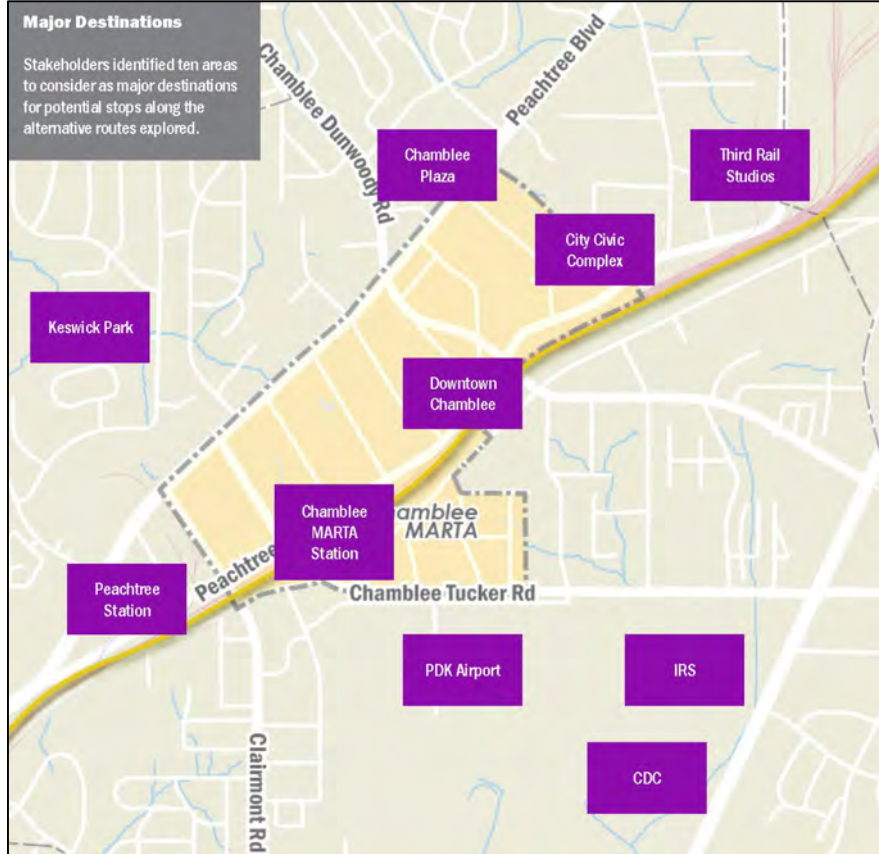 Major Destinations
Stakeholders identified ten areas
to consider as major destinations
for potential stops along the
alternative routes explored.
Chamblee Dunwoody Rd
Peachtree Blvd
Chamblee
Plaza
Third Rail
Studios
City Civic
Complex
Keswick Park
Downtown
Chamblee
Chamblee
MARTA
Station
amblee
MARTA
Peachtree
Peachtree
Station
Chamblee Tucker Rd
PDK Airport
IRS
Clairmont Rd
CDC